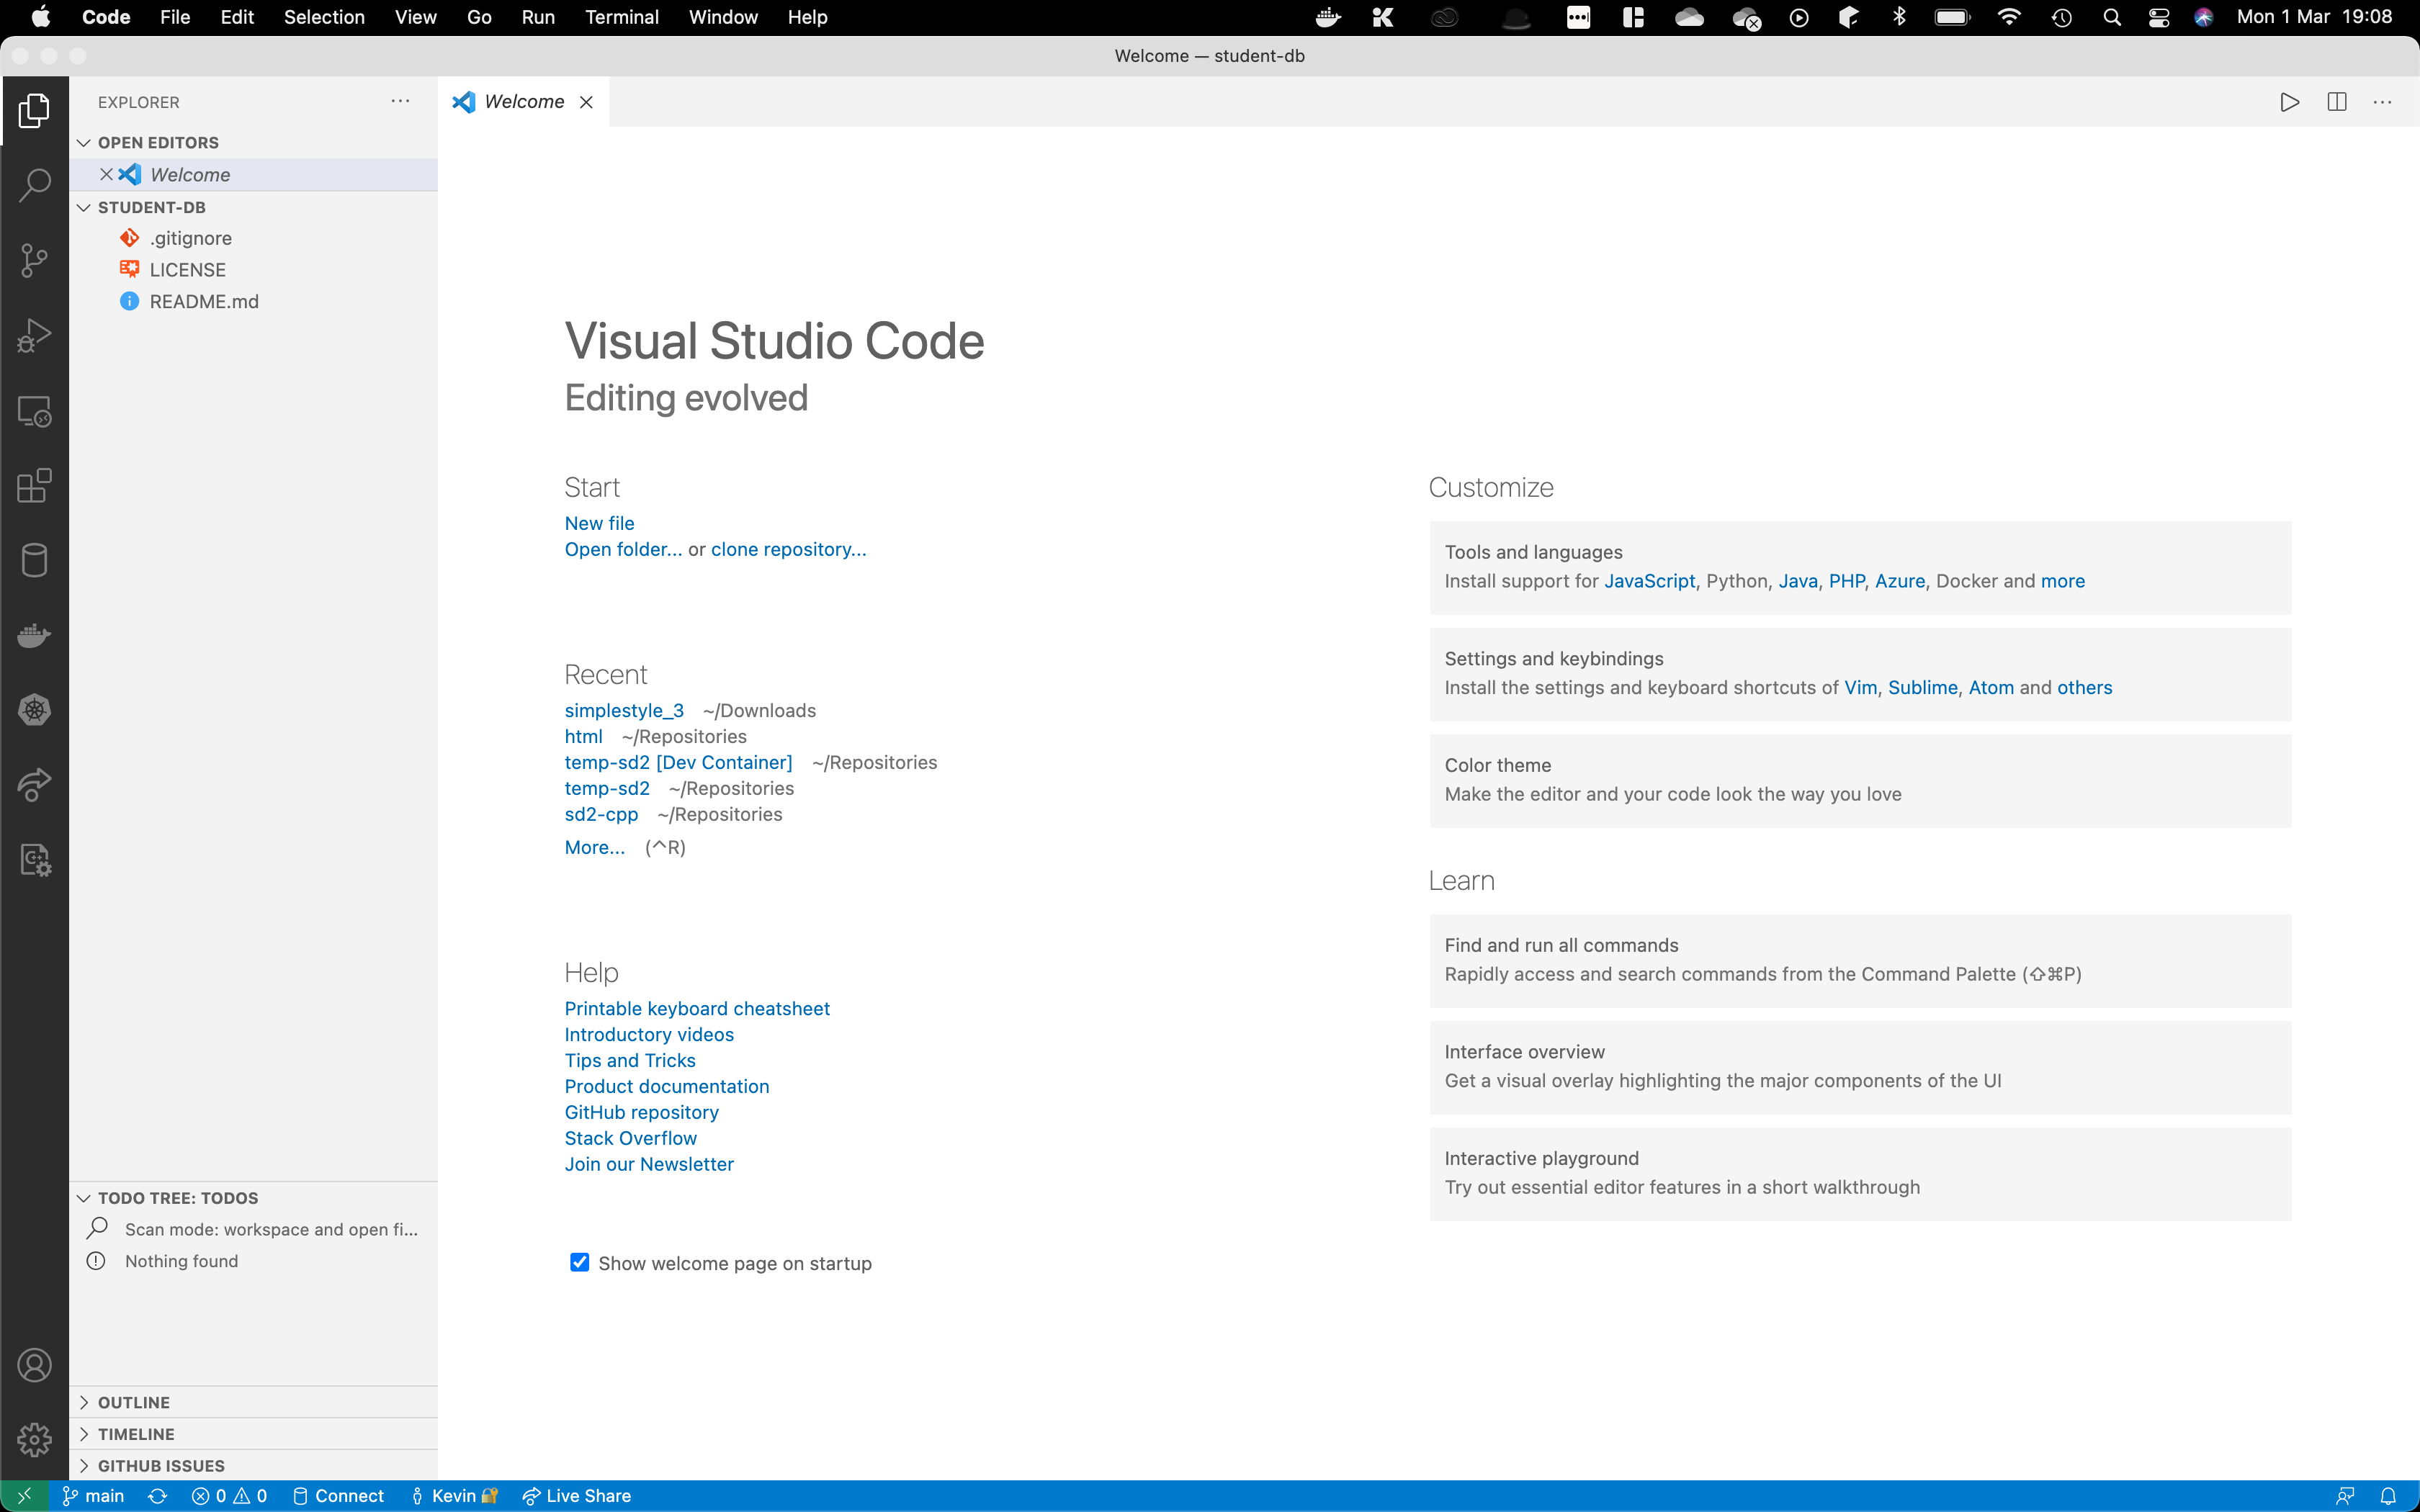 Code File Edit Selection View Go Run Terminal Window Help Mon 1 Mar 19:08
Welcome — student-db
EXPLORER
Welcome
OPEN EDITORS
Welcome
STUDENT-DB
.gitignore
LICENSE
README.md
Visual Studio Code
Editing evolved
Start
New file
Open folder... or clone repository...
Recent
simplestyle_3 ~/Downloads
html ~/Repositories
temp-sd2 [Dev Container] ~/Repositories
temp-sd2 ~/Repositories
sd2-cpp ~/Repositories
More... (^R)
Help
Printable keyboard cheatsheet
Introductory videos
Tips and Tricks
Product documentation
GitHub repository
Stack Overflow
Join our Newsletter
Show welcome page on startup
Customize
Tools and languages
Install support for JavaScript, Python, Java, PHP, Azure, Docker and more
Settings and keybindings
Install the settings and keyboard shortcuts of Vim, Sublime, Atom and others
Color theme
Make the editor and your code look the way you love
Learn
Find and run all commands
Rapidly access and search commands from the Command Palette (⇧⌘P)
Interface overview
Get a visual overlay highlighting the major components of the UI
Interactive playground
Try out essential editor features in a short walkthrough
TODO TREE: TODOS
Scan mode: workspace and open fi...
Nothing found
OUTLINE
TIMELINE
GITHUB ISSUES
main 0 0 Connect Kevin Live Share